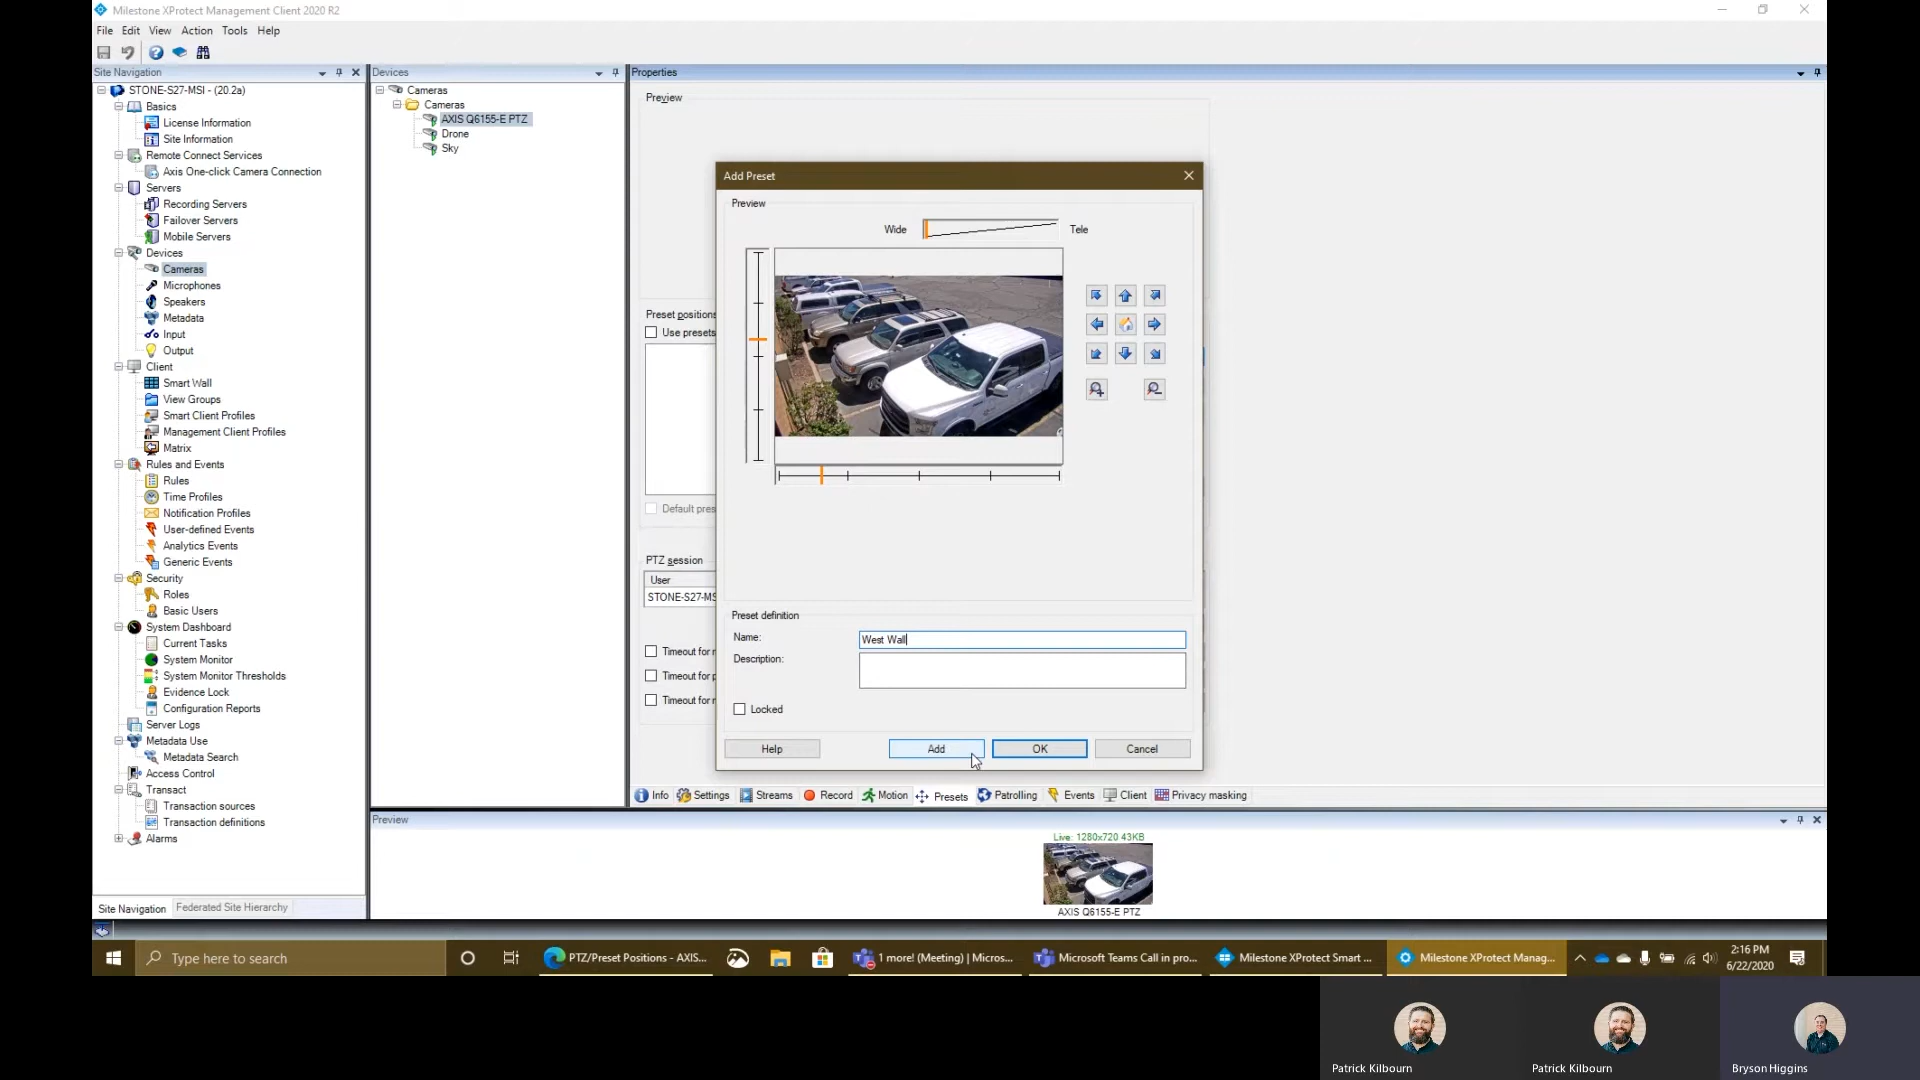 Milestone XProtect Management Client 2020 R2
File Edit View Action Tools Help
Site Navigation
Devices
Properties
STONE-S27-MSI - (20.2a)
Basics
License Information
Site Information
Remote Connect Services
Axis One-click Camera Connection
Servers
Recording Servers
Failover Servers
Mobile Servers
Devices
Cameras
Microphones
Speakers
Metadata
Input
Output
Client
Smart Wall
View Groups
Smart Client Profiles
Management Client Profiles
Matrix
Rules and Events
Rules
Time Profiles
Notification Profiles
User-defined Events
Analytics Events
Generic Events
Security
Roles
Basic Users
System Dashboard
Current Tasks
System Monitor
System Monitor Thresholds
Evidence Lock
Configuration Reports
Server Logs
Metadata Use
Metadata Search
Access Control
Transact
Transaction sources
Transaction definitions
Alarms
Site Navigation Federated Site Hierarchy
Cameras
Cameras
AXIS Q6155-E PTZ
Drone
Sky
Preview
Preset positions
Use presets
Default pres
PTZ session
User
STONE-S27-MS
Timeout for r
Timeout for p
Timeout for r
Add Preset
Preview
Wide Tele
Preset definition
Name: West Wall
Description:
Locked
Help Add OK Cancel
Info Settings Streams Record Motion Presets Patrolling Events Client Privacy masking
Preview
Live: 1280x720 43KB
AXIS Q6155-E PTZ
Type here to search
PTZ/Preset Positions - AXIS...
1 more! (Meeting) | Micros...
Microsoft Teams Call in pro...
Milestone XProtect Smart ...
Milestone XProtect Manag...
2:16 PM
6/22/2020
Patrick Kilbourn Patrick Kilbourn Bryson Higgins